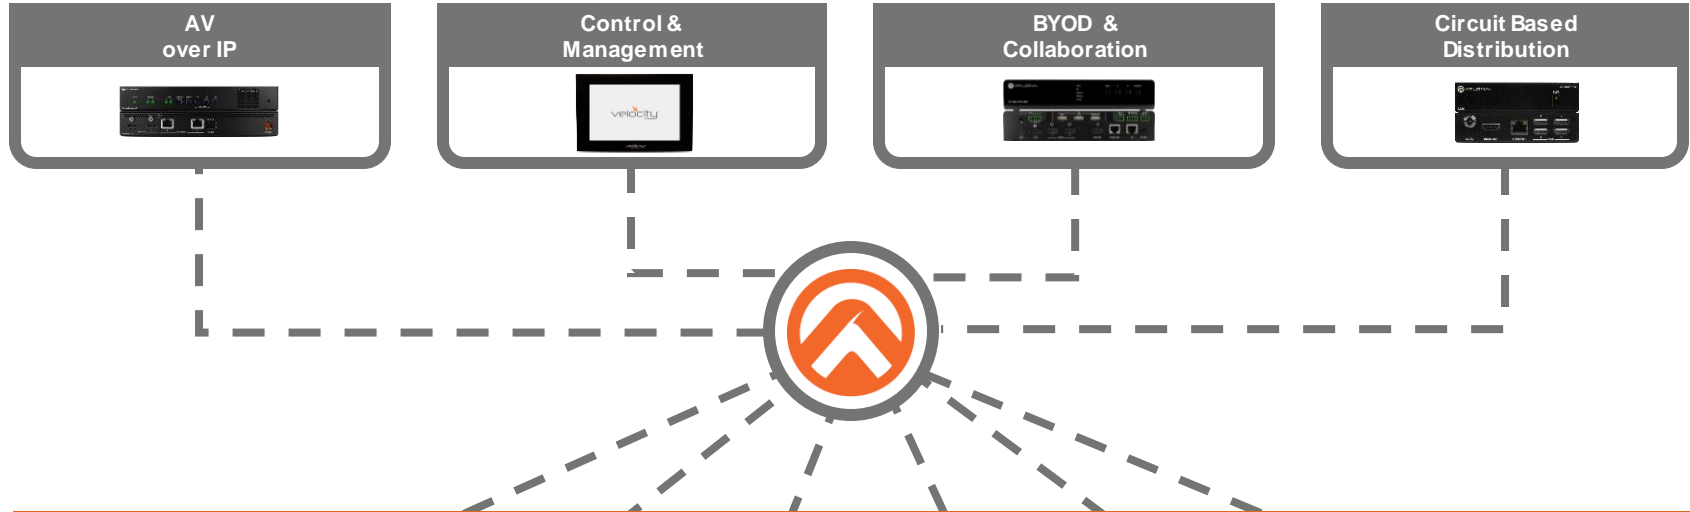 AV
over IP
Control &
Management
BYOD &
Collaboration
Circuit Based
Distribution
velocity